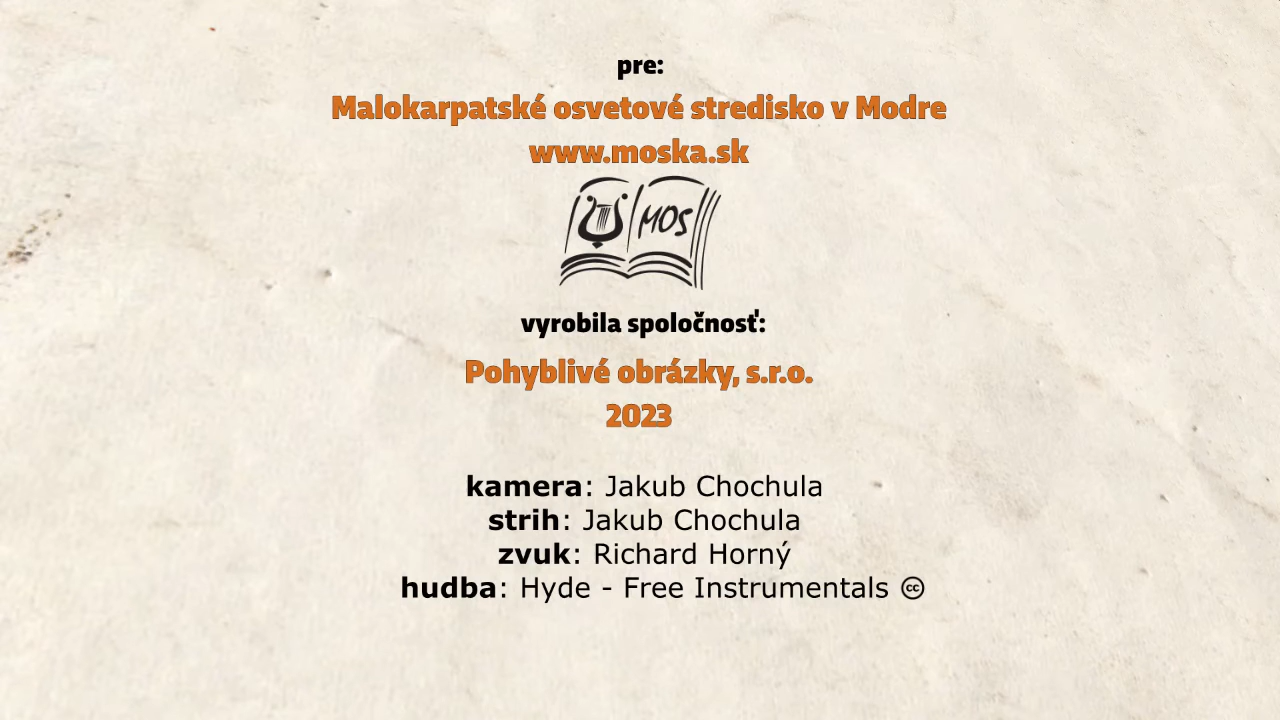 pre:
Malokarpatské osvetové stredisko v Modre
www.moska.sk
MOS
vyrobila spoločnosť:
Pohyblivé obrázky, s.r.o.
2023
kamera: Jakub Chochula
strih: Jakub Chochula
zvuk: Richard Horný
hudba: Hyde - Free Instrumentals 🅭